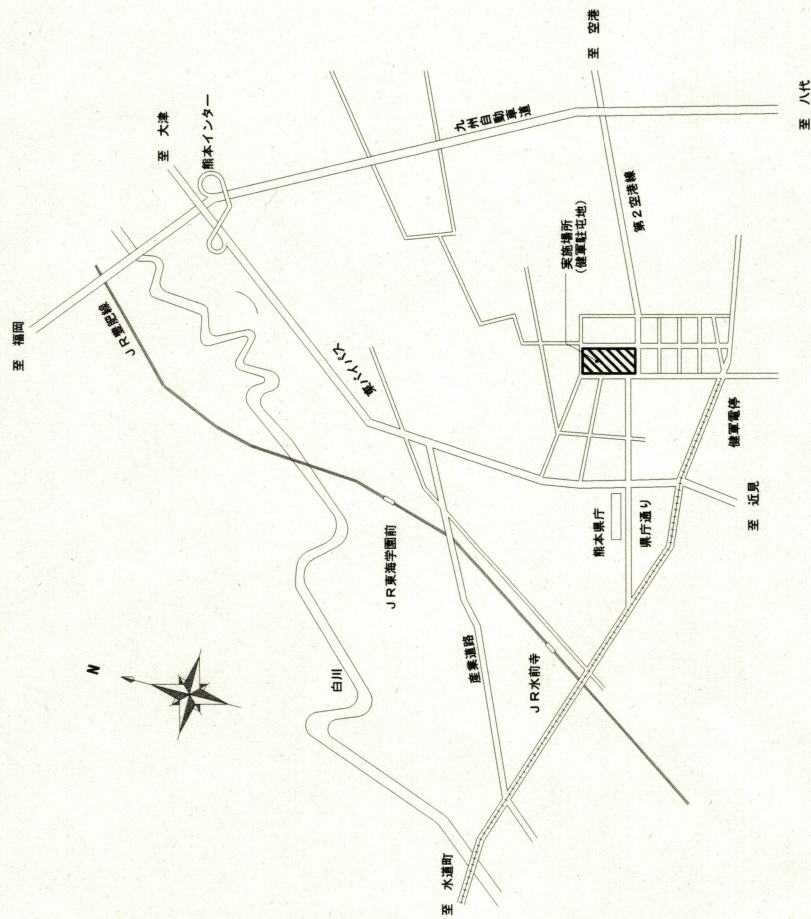 至　福岡
至　大津
熊本インター
JR豊肥線
九州自動車道
至　空港
至　八代
第２空港線
実施場所
(健軍駐屯地)
東バイパス
健軍電停
至　近見
熊本県庁
県庁通り
JR東海学園前
産業道路
JR水前寺
白川
N
至　水道町